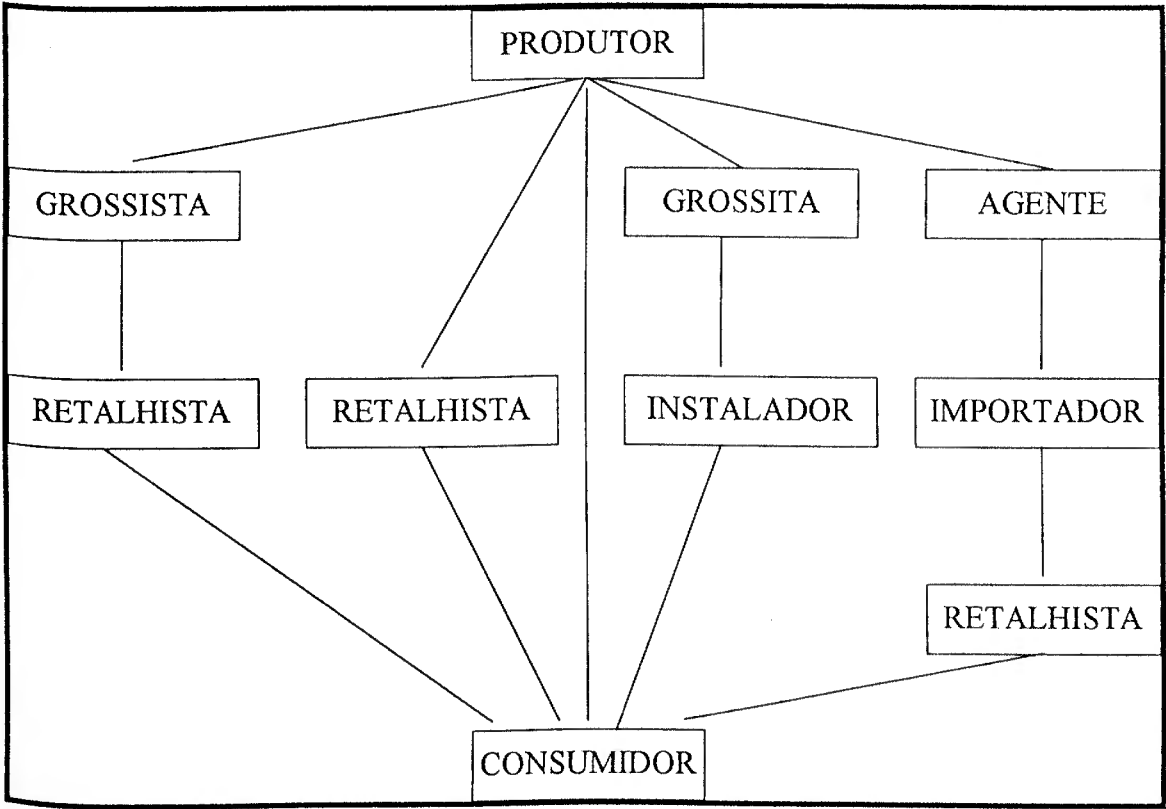 PRODUTOR
GROSSISTA
GROSSITA
AGENTE
RETALHISTA
RETALHISTA
INSTALADOR
IMPORTADOR
RETALHISTA
CONSUMIDOR